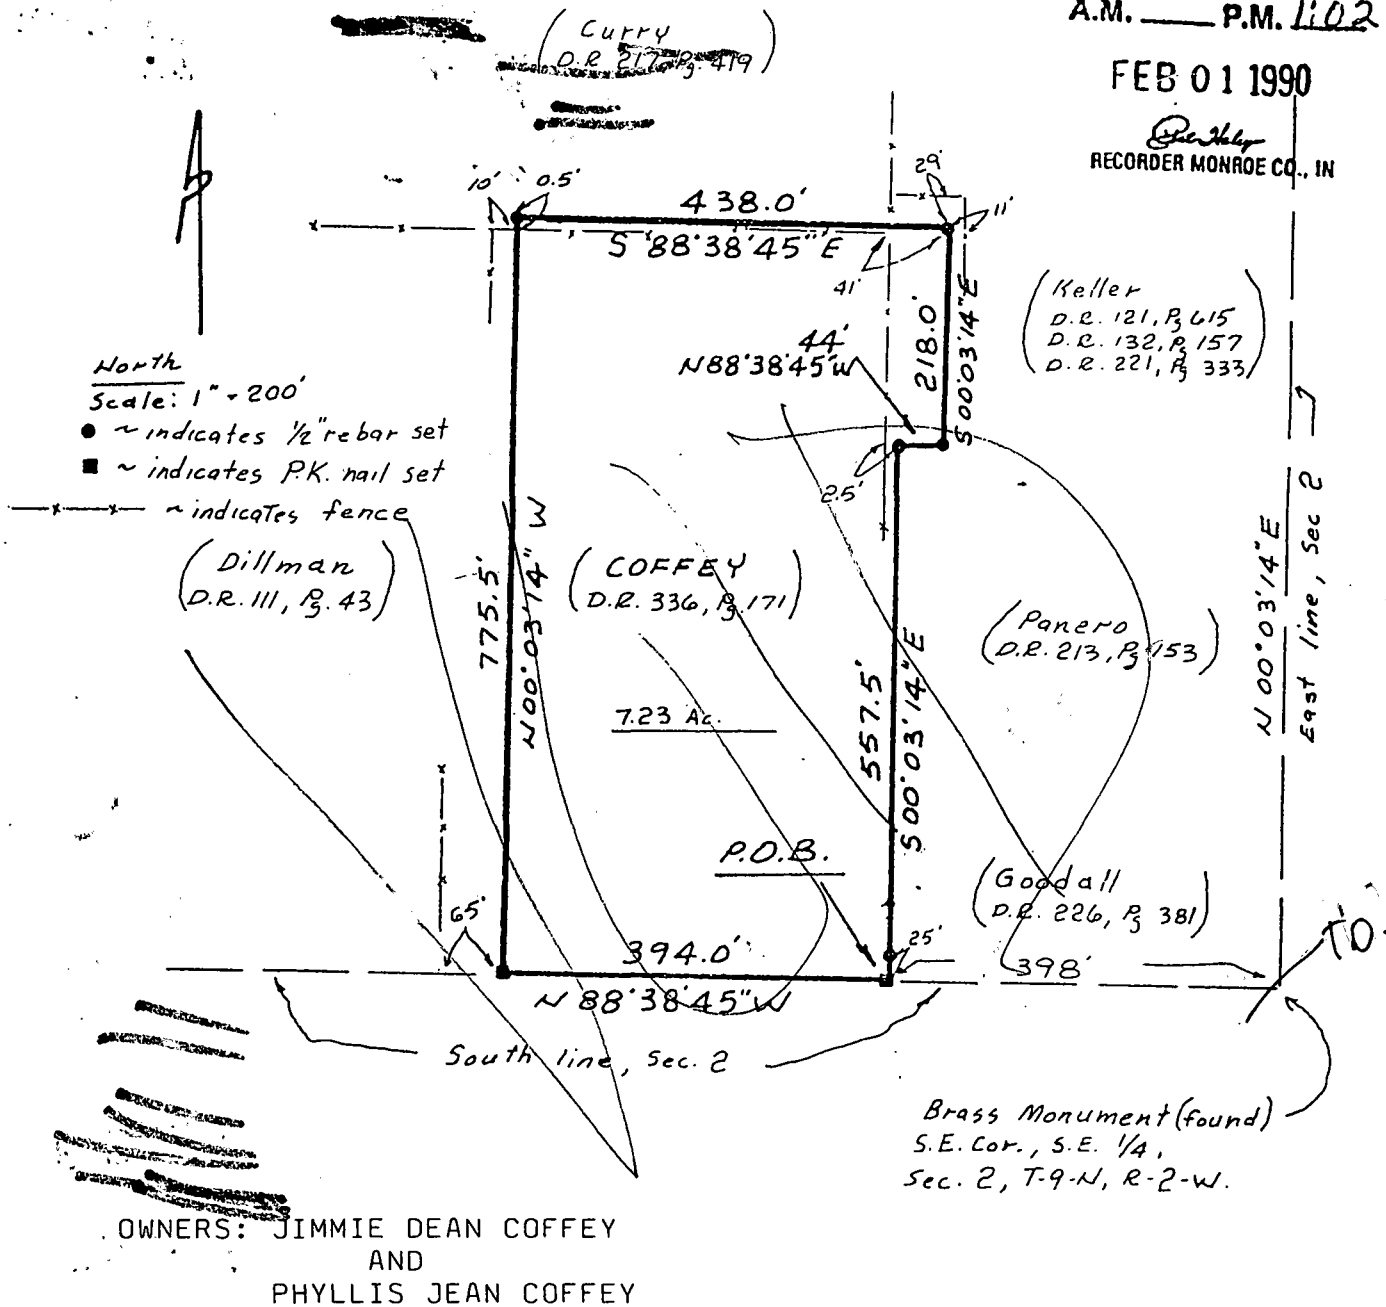 A.M. ____ P.M. 1:02
FEB 01 1990
RECORDER MONROE CO., IN
Curry
D.R. 217, Pg. 419
10'
0.5'
438.0'
S 88°38'45" E
29'
11'
41'
218.0'
S 00°03'14" E
44'
N 88°38'45" W
Keller
D.R. 121, Pg 615
D.R. 132, Pg 157
D.R. 221, Pg 333
North
Scale: 1" = 200'
● ~ indicates 1/2" rebar set
■ ~ indicates P.K. nail set
—x—x— ~ indicates fence
2.5'
Dillman
D.R. 111, Pg. 43
775.5'
N 00°03'14" W
COFFEY
D.R. 336, Pg. 171
Panero
D.R. 213, Pg 153
N 00°03'14" E
East line, Sec 2
557.5'
S 00°03'14" E
7.23 Ac.
P.O.B.
Goodall
D.R. 226, Pg 381
65'
394.0'
N 88°38'45" W
25'
398'
TD.
South line, Sec. 2
Brass Monument (found)
S.E. Cor., S.E. 1/4,
Sec. 2, T-9-N, R-2-W.
OWNERS: JIMMIE DEAN COFFEY
AND
PHYLLIS JEAN COFFEY